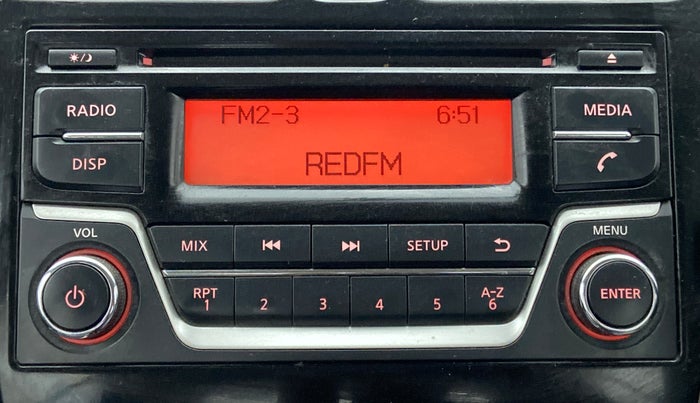 FM2-3 6:51
REDFM
RADIO
DISP
MEDIA
VOL
MENU
MIX SETUP
RPT A-Z
1 2 3 4 5 6
ENTER